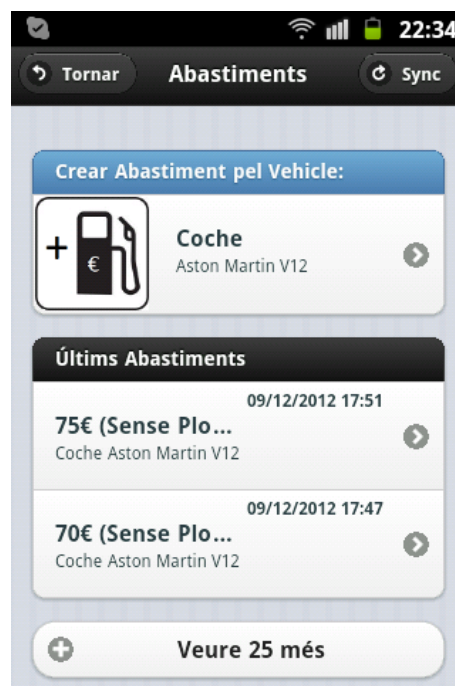 22:34
Tornar Abastiments Sync
Crear Abastiment pel Vehicle:
+ €
Coche
Aston Martin V12
Últims Abastiments
09/12/2012 17:51
75€ (Sense Plo...
Coche Aston Martin V12
09/12/2012 17:47
70€ (Sense Plo...
Coche Aston Martin V12
Veure 25 més